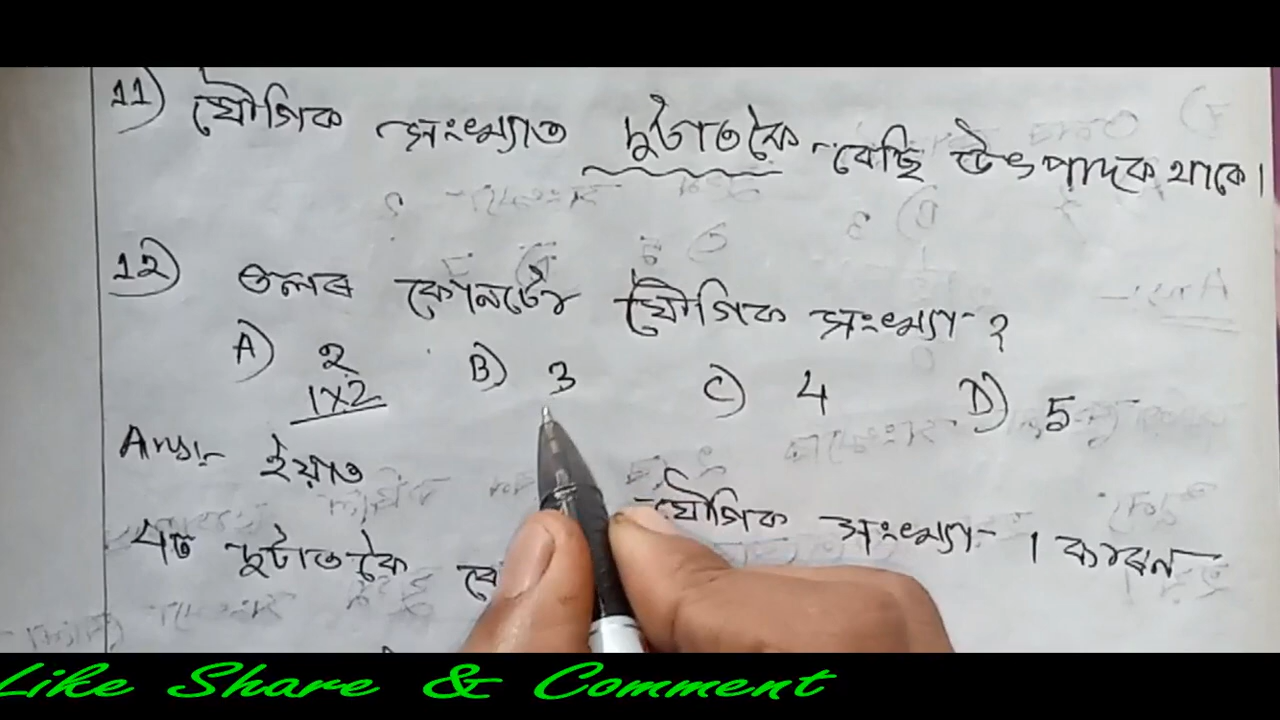 11) যৌগিক সংখ্যাত দুটাতকৈ বেছি উৎপাদক থাকে।
12) তলৰ কোনটো যৌগিক সংখ্যা?
A) 2 B) 3 C) 4 D) 5
1x2
Ans:- ইয়াত যৌগিক সংখ্যা। কাৰণ
দুটাতকৈ
Like Share & Comment